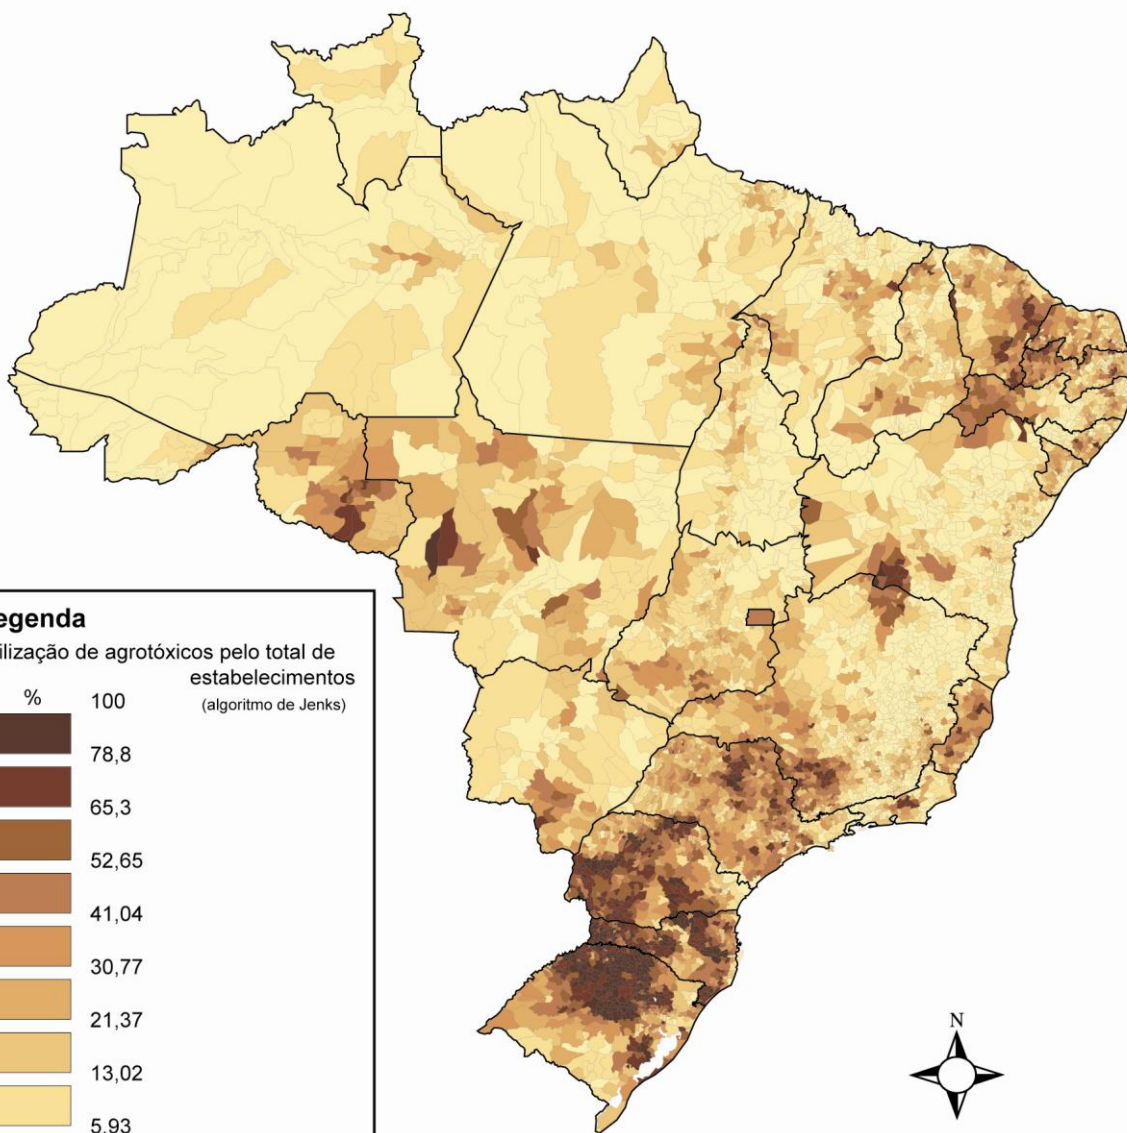 egenda
ilização de agrotóxicos pelo total de
estabelecimentos
% 100
(algoritmo de Jenks)
78,8
65,3
52,65
41,04
30,77
21,37
13,02
5,93
N